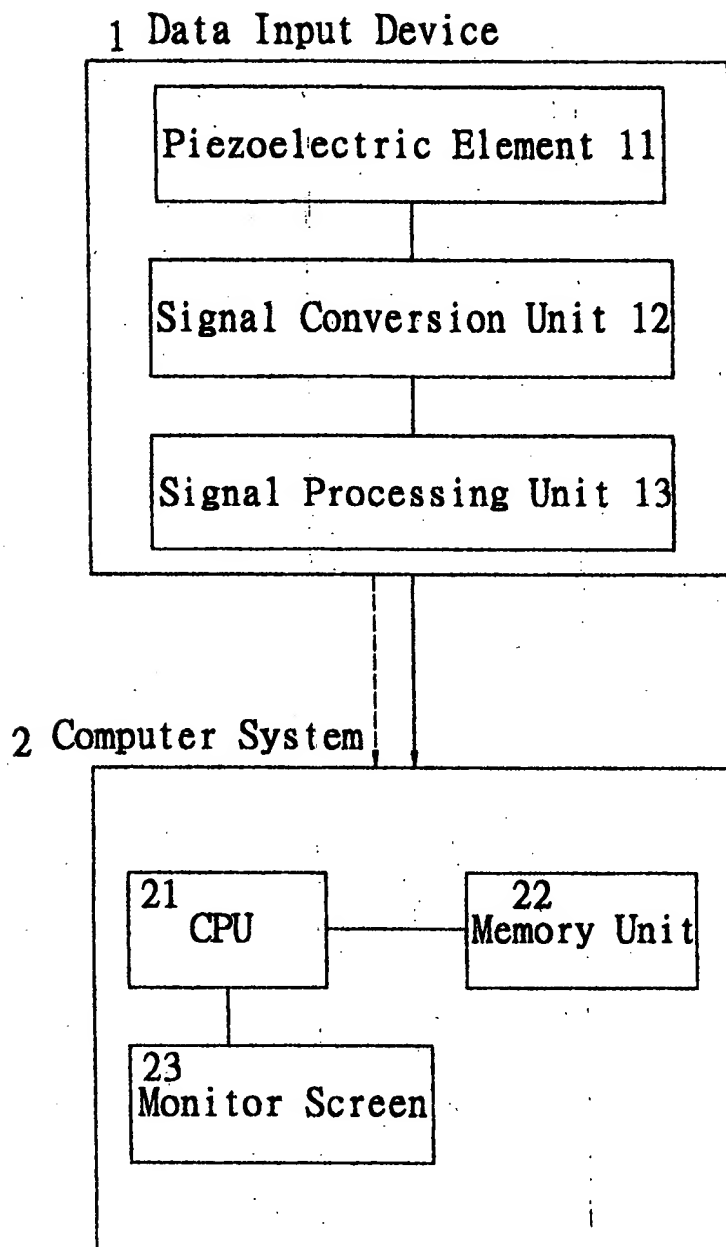 1 Data Input Device
Piezoelectric Element 11
Signal Conversion Unit 12
Signal Processing Unit 13
2 Computer System
21
CPU
22
Memory Unit
23
Monitor Screen